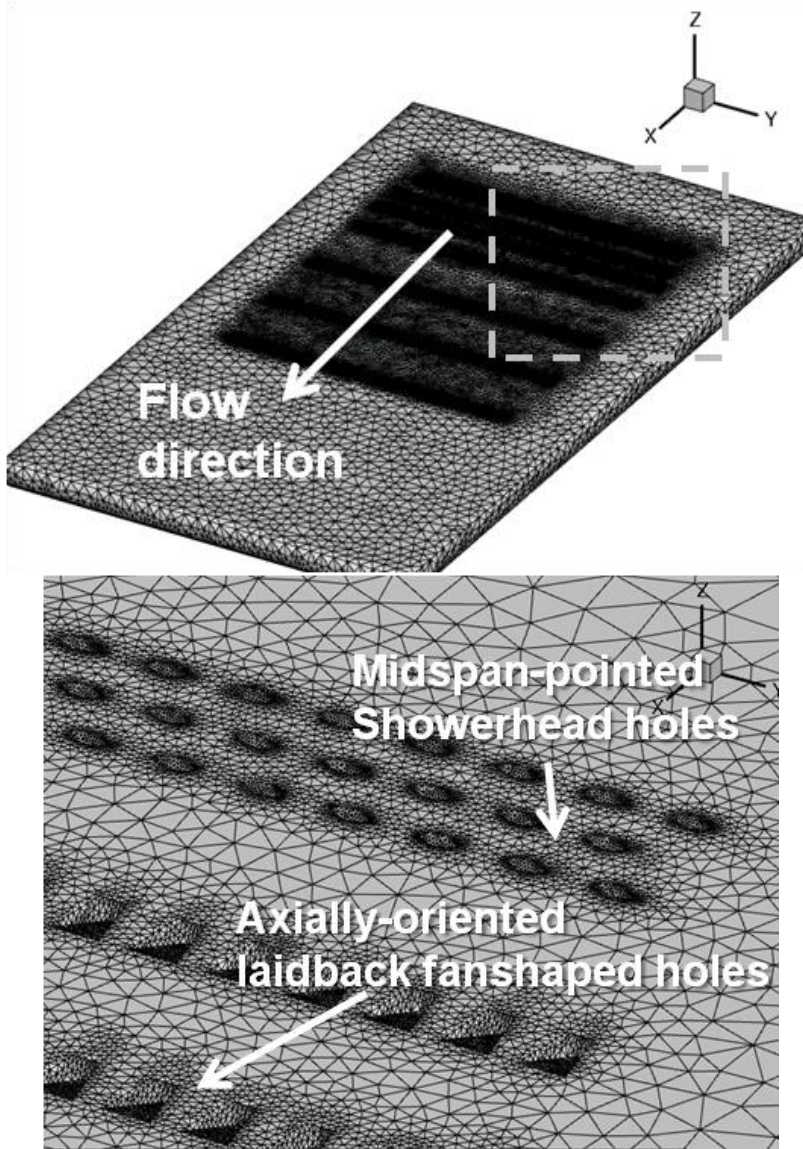 Z
X
Y
Flow
direction
Z
Midspan-pointed
X
Y
Showerhead holes
Axially-oriented
laidback fanshaped holes